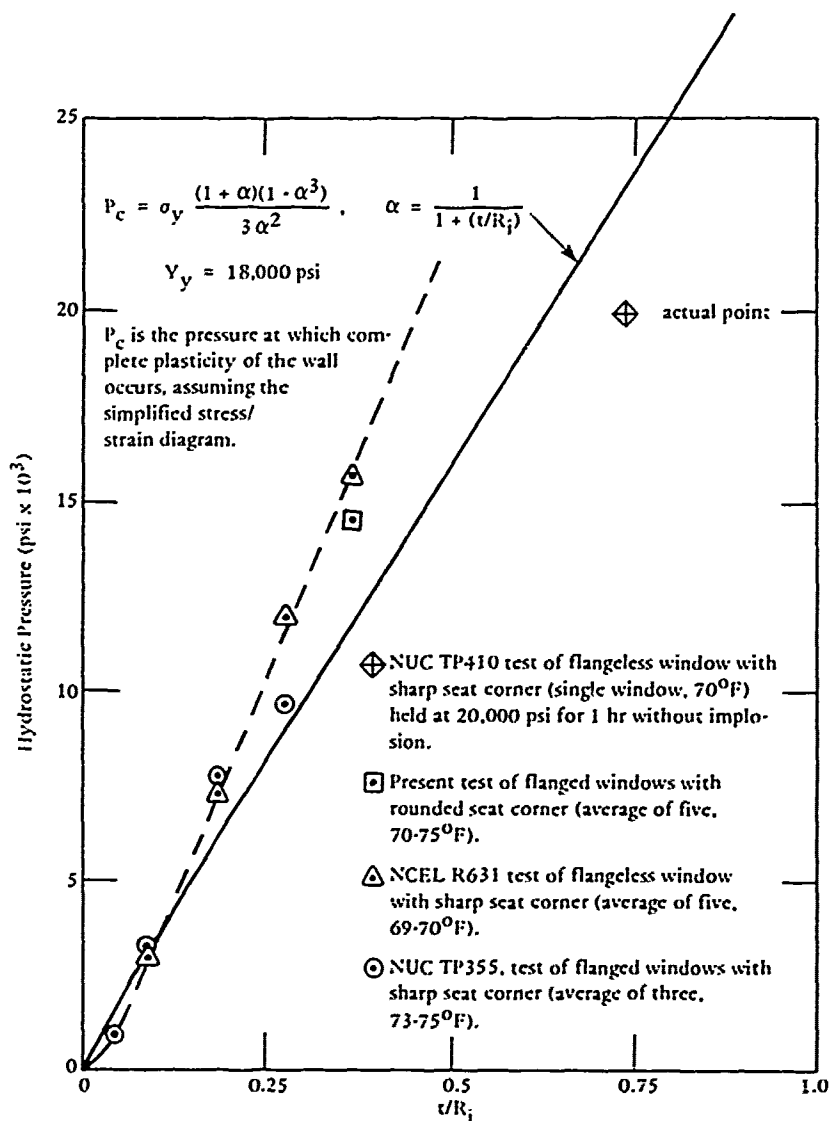 25
20
15
10
5
0
Hydrostatic Pressure (psi x 10³)
P_c = σ_y (1 + α)(1 - α³) / 3 α² , α = 1 / 1 + (t/R_i)
Y_y = 18,000 psi
P_c is the pressure at which com-
plete plasticity of the wall
occurs, assuming the
simplified stress/
strain diagram.
actual point
NUC TP410 test of flangeless window with
sharp seat corner (single window, 70°F)
held at 20,000 psi for 1 hr without implo-
sion.
Present test of flanged windows with
rounded seat corner (average of five,
70-75°F).
NCEL R631 test of flangeless window
with sharp seat corner (average of five,
69-70°F).
NUC TP355, test of flanged windows with
sharp seat corner (average of three,
73-75°F).
0 0.25 0.5 0.75 1.0
t/R_i